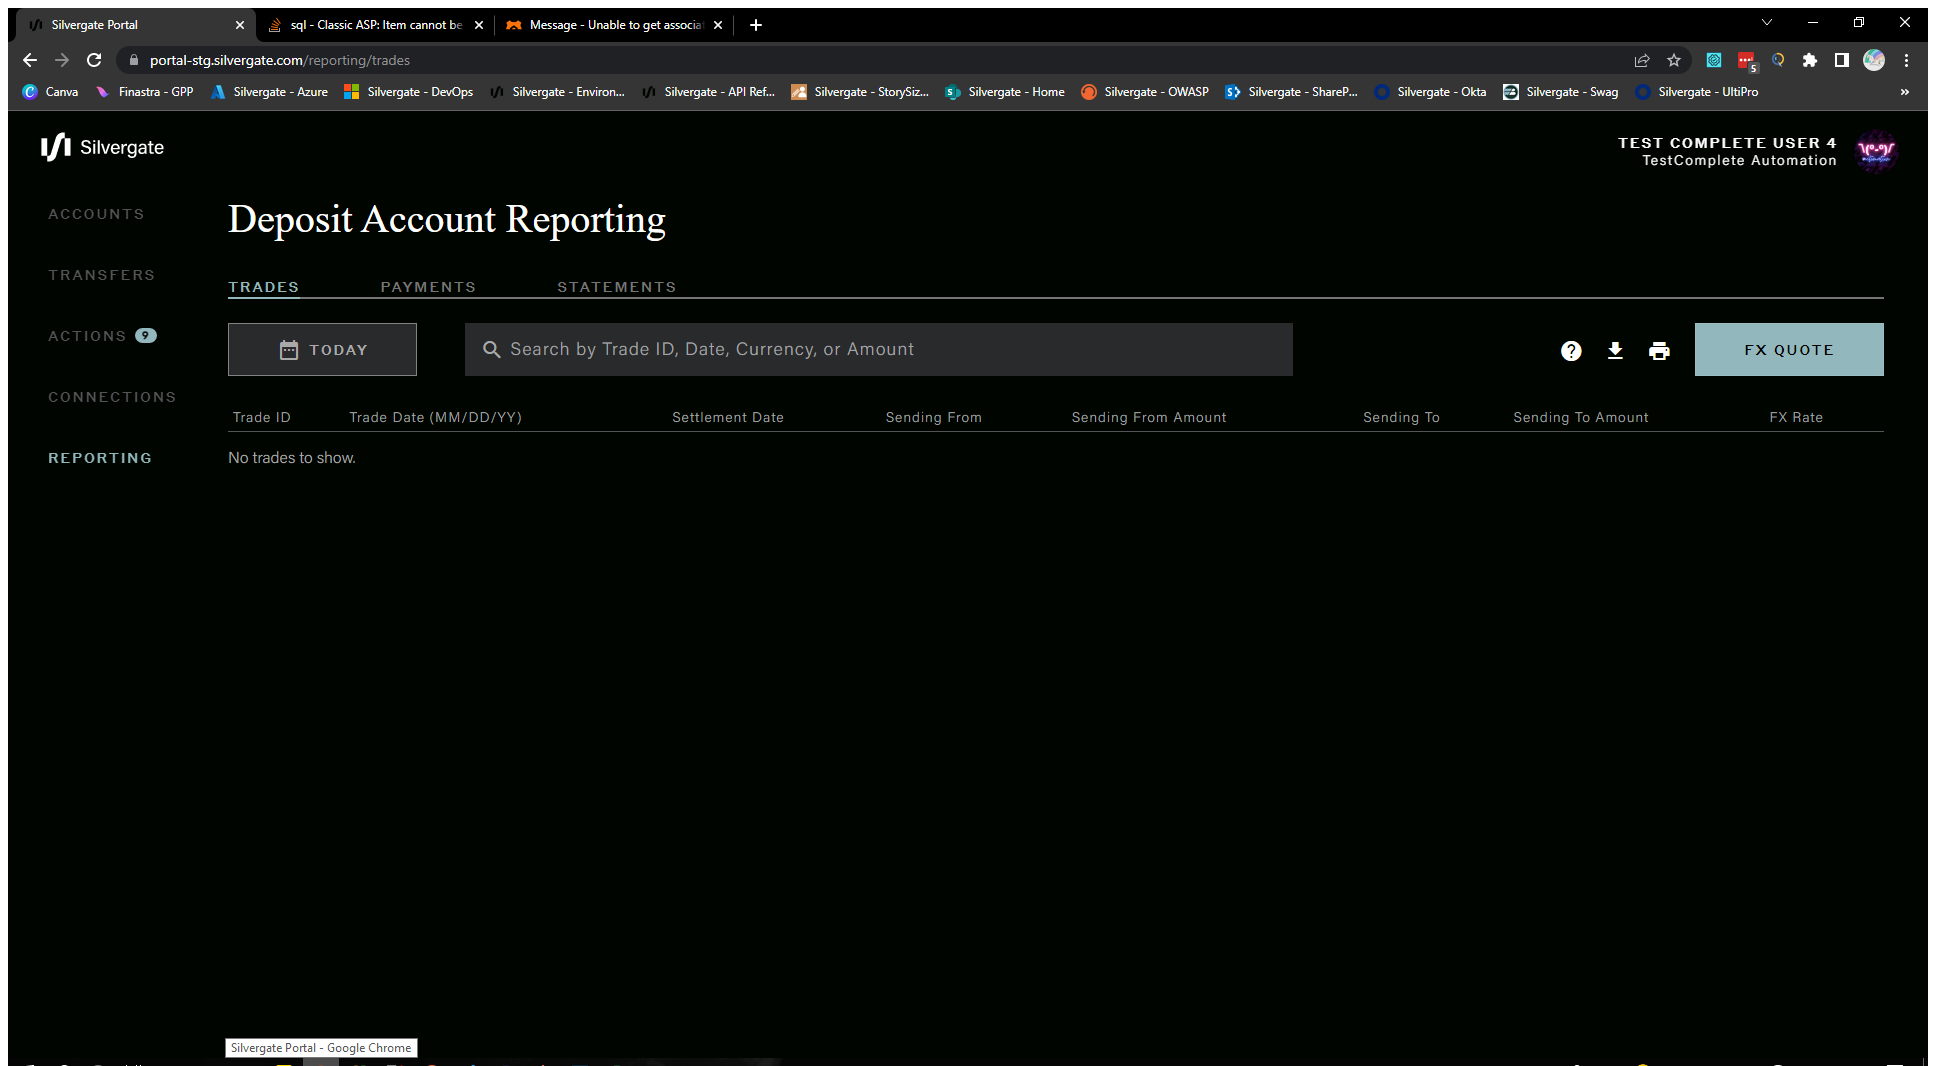 Silvergate Portal
sql - Classic ASP: Item cannot be
Message - Unable to get associa
portal-stg.silvergate.com/reporting/trades
5
Canva
Finastra - GPP
Silvergate - Azure
Silvergate - DevOps
Silvergate - Environ...
Silvergate - API Ref...
Silvergate - StorySiz...
Silvergate - Home
Silvergate - OWASP
Silvergate - ShareP...
Silvergate - Okta
Silvergate - Swag
Silvergate - UltiPro
»
Silvergate
TEST COMPLETE USER 4
TestComplete Automation
ACCOUNTS
TRANSFERS
ACTIONS 9
CONNECTIONS
REPORTING
Deposit Account Reporting
TRADES
PAYMENTS
STATEMENTS
TODAY
Search by Trade ID, Date, Currency, or Amount
FX QUOTE
Trade ID
Trade Date (MM/DD/YY)
Settlement Date
Sending From
Sending From Amount
Sending To
Sending To Amount
FX Rate
No trades to show.
Silvergate Portal - Google Chrome